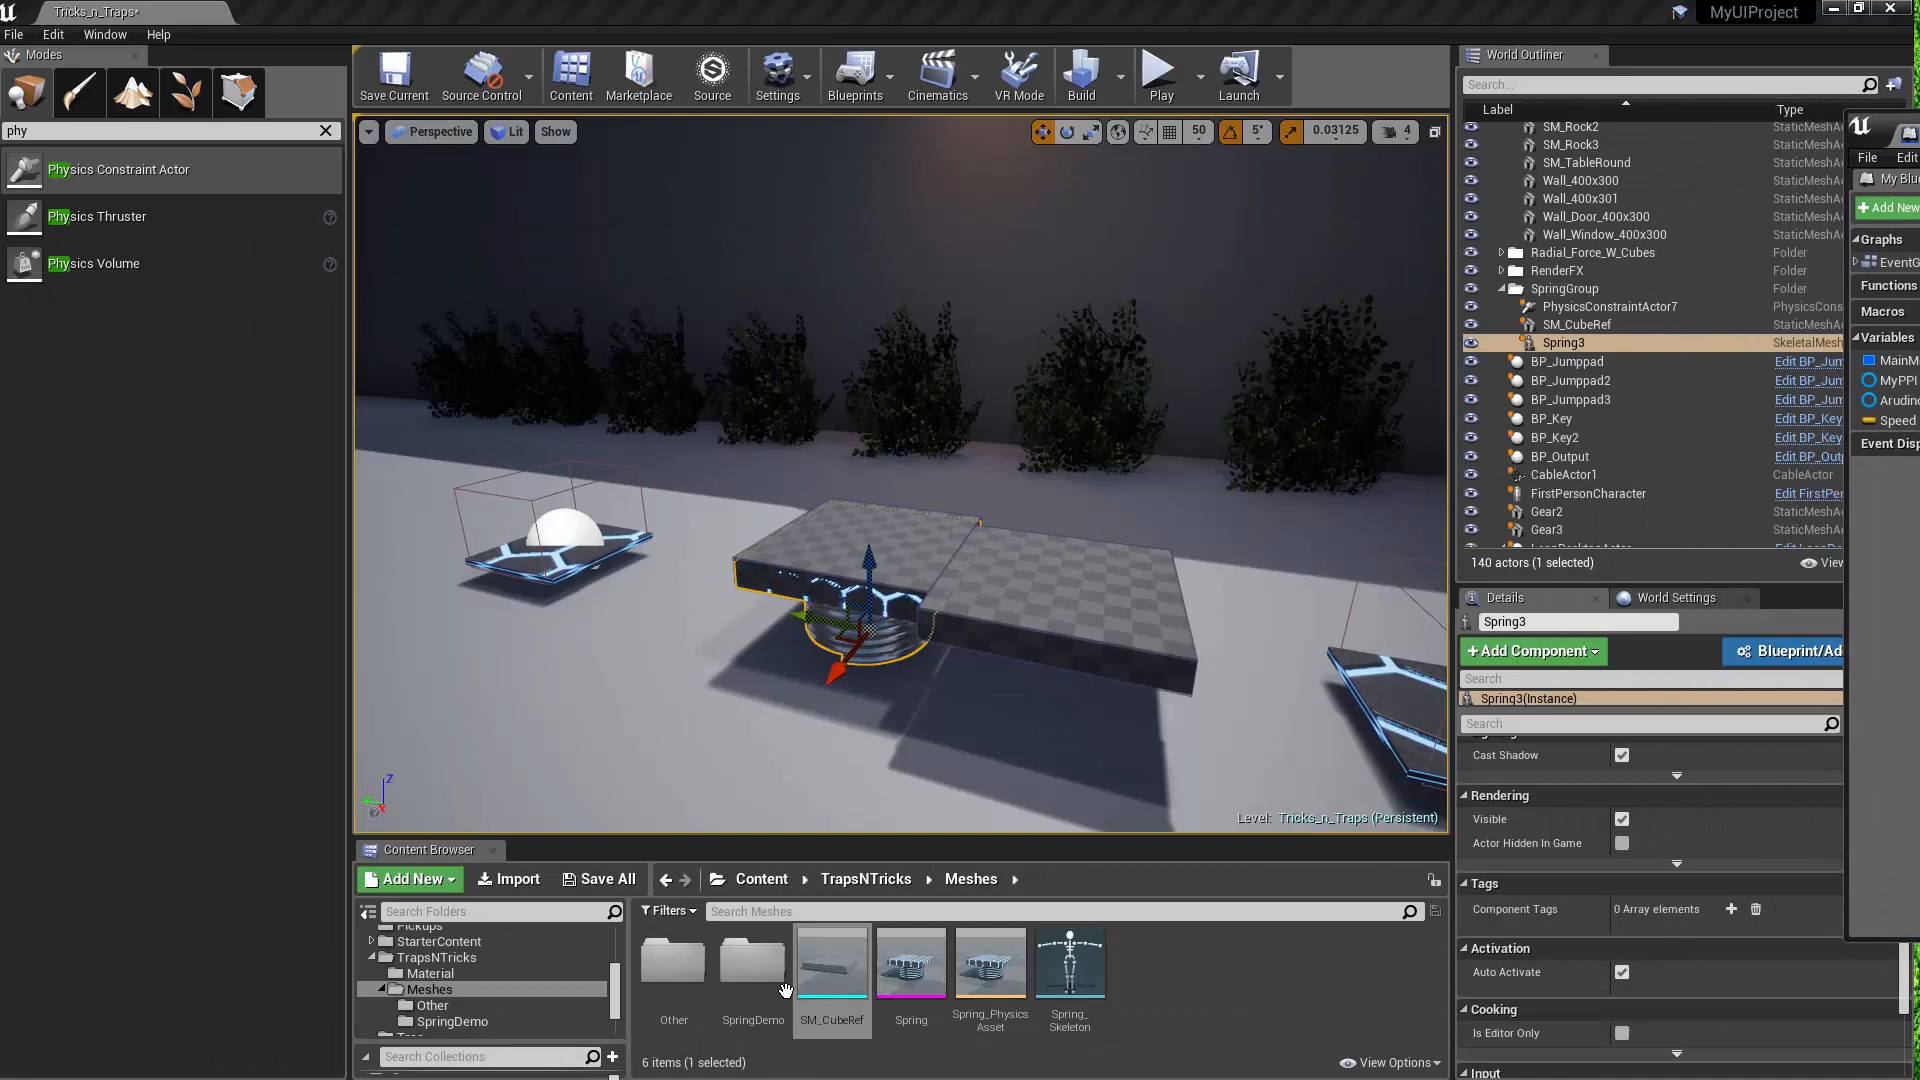 Tricks_n_Traps*
MyUIProject
File Edit Window Help
Modes
phy
Physics Constraint Actor
Physics Thruster
Physics Volume
Save Current
Source Control
Content
Marketplace
Source
Settings
Blueprints
Cinematics
VR Mode
Build
Play
Launch
Perspective
Lit
Show
50
5°
0.03125
4
Z
X
Level: Tricks_n_Traps (Persistent)
World Outliner
Search...
Label Type
SM_Rock2 StaticMeshA
SM_Rock3 StaticMeshA
SM_TableRound StaticMeshA
Wall_400x300 StaticMeshA
Wall_400x301 StaticMeshA
Wall_Door_400x300 StaticMeshA
Wall_Window_400x300 StaticMeshA
Radial_Force_W_Cubes Folder
RenderFX Folder
SpringGroup Folder
PhysicsConstraintActor7 PhysicsCons
SM_CubeRef StaticMeshA
Spring3 SkeletalMesh
BP_Jumppad Edit BP_Jum
BP_Jumppad2 Edit BP_Jum
BP_Jumppad3 Edit BP_Jum
BP_Key Edit BP_Key
BP_Key2 Edit BP_Key
BP_Output Edit BP_Out
CableActor1 CableActor
FirstPersonCharacter Edit FirstPer
Gear2 StaticMeshA
Gear3 StaticMeshA
140 actors (1 selected)
View
File Edit
My Blu
Add New
Graphs
EventG
Functions
Macros
Variables
MainM
MyPPI
Arudino
Speed
Event Disp
Details
World Settings
Spring3
+Add Component
Blueprint/Ad
Search
Spring3(Instance)
Search
Cast Shadow
Rendering
Visible
Actor Hidden In Game
Tags
Component Tags 0 Array elements
Activation
Auto Activate
Cooking
Is Editor Only
Input
Content Browser
Add New
Import
Save All
Content
TrapsNTricks
Meshes
Search Folders
Filters
Search Meshes
Pickups
StarterContent
TrapsNTricks
Material
Meshes
Other
SpringDemo
Search Collections
Other
SpringDemo
SM_CubeRef
Spring
Spring_Physics
Asset
Spring_
Skeleton
6 items (1 selected)
View Options